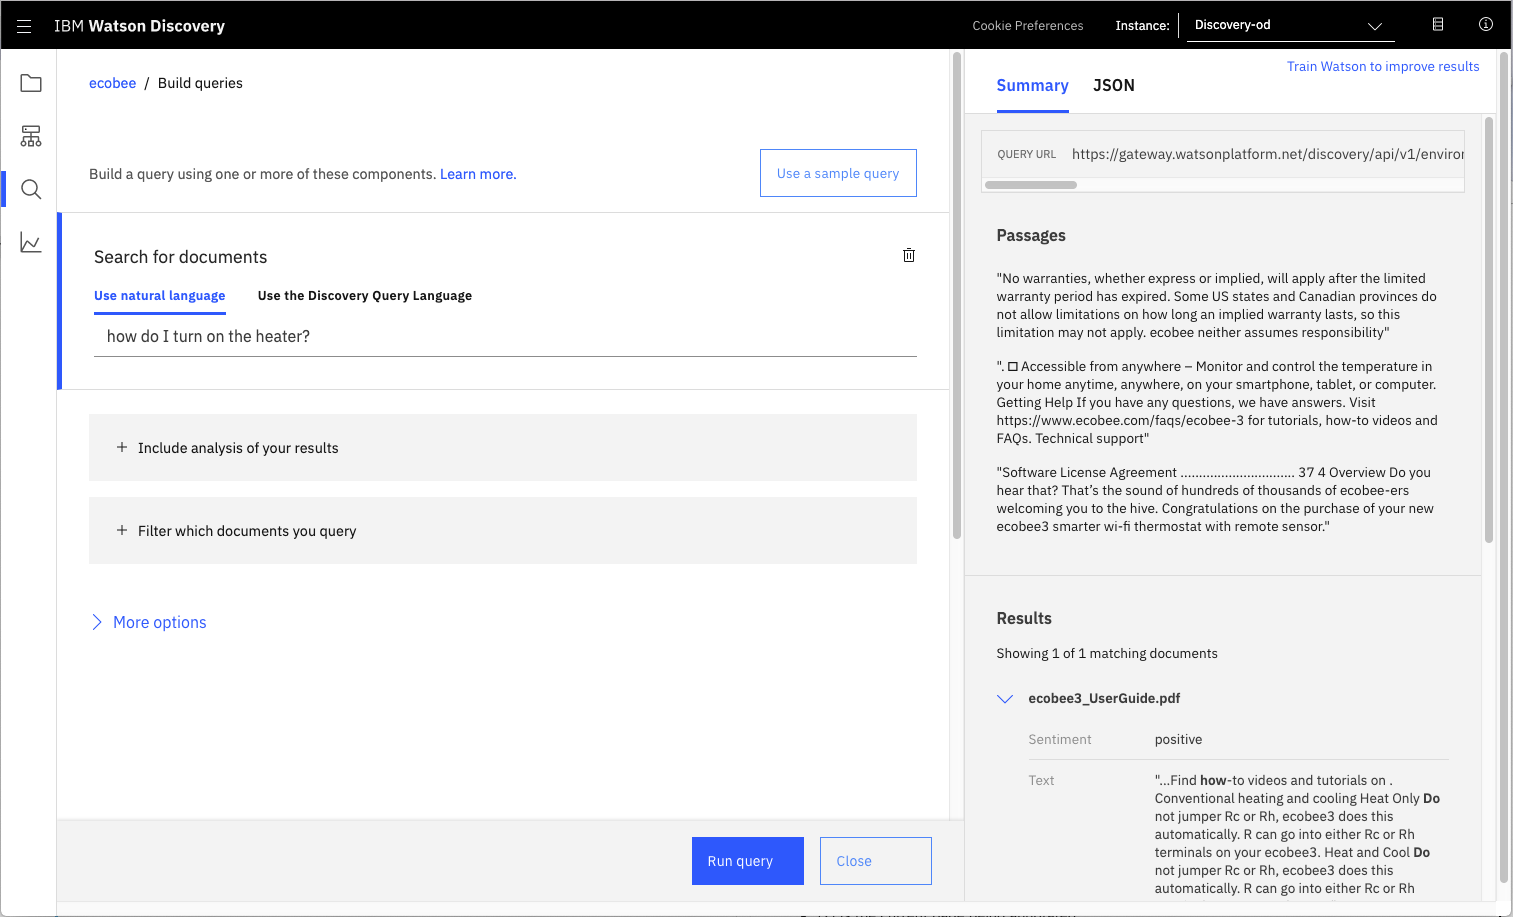 IBM Watson Discovery
Cookie Preferences
Instance:
Discovery-od
ecobee / Build queries
Build a query using one or more of these components. Learn more.
Use a sample query
Search for documents
Use natural language
Use the Discovery Query Language
how do I turn on the heater?
+ Include analysis of your results
+ Filter which documents you query
More options
Run query
Close
Train Watson to improve results
Summary
JSON
QUERY URL
https://gateway.watsonplatform.net/discovery/api/v1/enviror
Passages
"No warranties, whether express or implied, will apply after the limited
warranty period has expired. Some US states and Canadian provinces do
not allow limitations on how long an implied warranty lasts, so this
limitation may not apply. ecobee neither assumes responsibility"
". □ Accessible from anywhere – Monitor and control the temperature in
your home anytime, anywhere, on your smartphone, tablet, or computer.
Getting Help If you have any questions, we have answers. Visit
https://www.ecobee.com/faqs/ecobee-3 for tutorials, how-to videos and
FAQs. Technical support"
"Software License Agreement ............................... 37 4 Overview Do you
hear that? That's the sound of hundreds of thousands of ecobee-ers
welcoming you to the hive. Congratulations on the purchase of your new
ecobee3 smarter wi-fi thermostat with remote sensor."
Results
Showing 1 of 1 matching documents
ecobee3_UserGuide.pdf
Sentiment
positive
Text
"...Find how-to videos and tutorials on .
Conventional heating and cooling Heat Only Do
not jumper Rc or Rh, ecobee3 does this
automatically. R can go into either Rc or Rh
terminals on your ecobee3. Heat and Cool Do
not jumper Rc or Rh, ecobee3 does this
automatically. R can go into either Rc or Rh